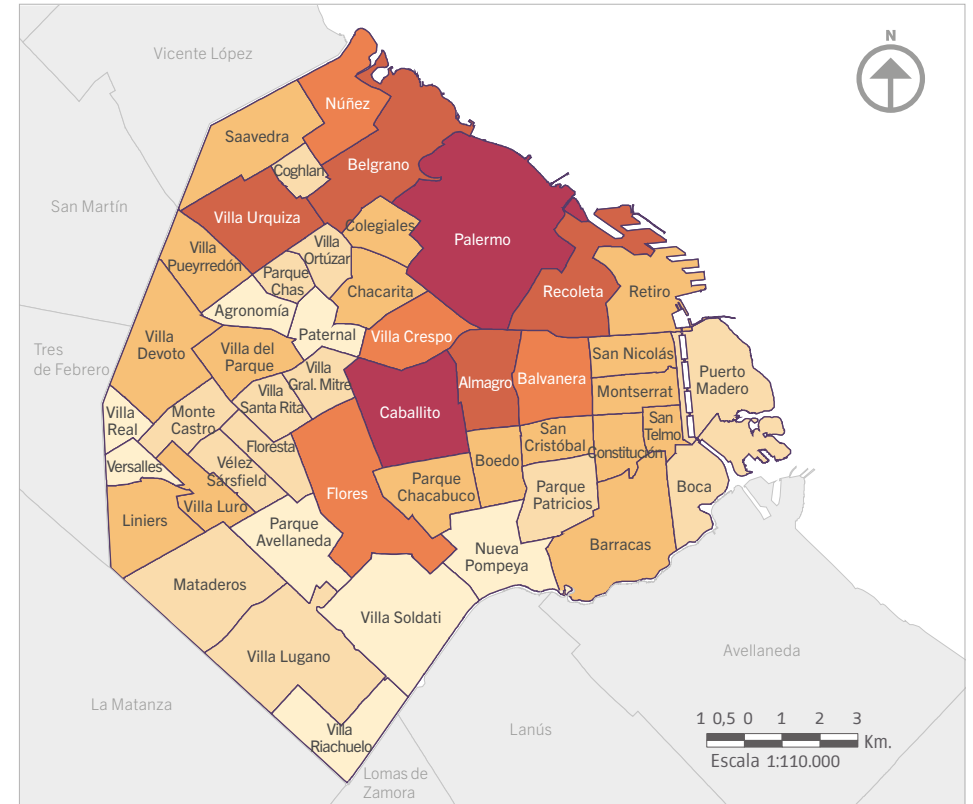 Vicente López
N
Núñez
Saavedra
Belgrano
Coghlan
San Martín
Villa Urquiza
Colegiales
Palermo
Villa
Ortúzar
Villa
Pueyrredón
Parque
Chas
Chacarita
Recoleta
Retiro
Agronomía
Paternal
Villa Crespo
Tres
de Febrero
Villa
Devoto
Villa del
Parque
San Nicolás
Villa
Gral. Mitre
Almagro
Balvanera
Puerto
Madero
Villa
Santa Rita
Montserrat
Villa
Real
Monte
Castro
Caballito
San
Telmo
San
Cristóbal
Floresta
Constitución
Versalles
Vélez
Sársfield
Boedo
Parque
Chacabuco
Flores
Parque
Patricios
Boca
Liniers
Villa Luro
Parque
Avellaneda
Nueva
Pompeya
Barracas
Mataderos
Villa Soldati
Villa Lugano
Avellaneda
La Matanza
Lanús
Villa
Riachuelo
Lomas de
Zamora
1 0,5 0 1 2 3
Km.
Escala 1:110.000